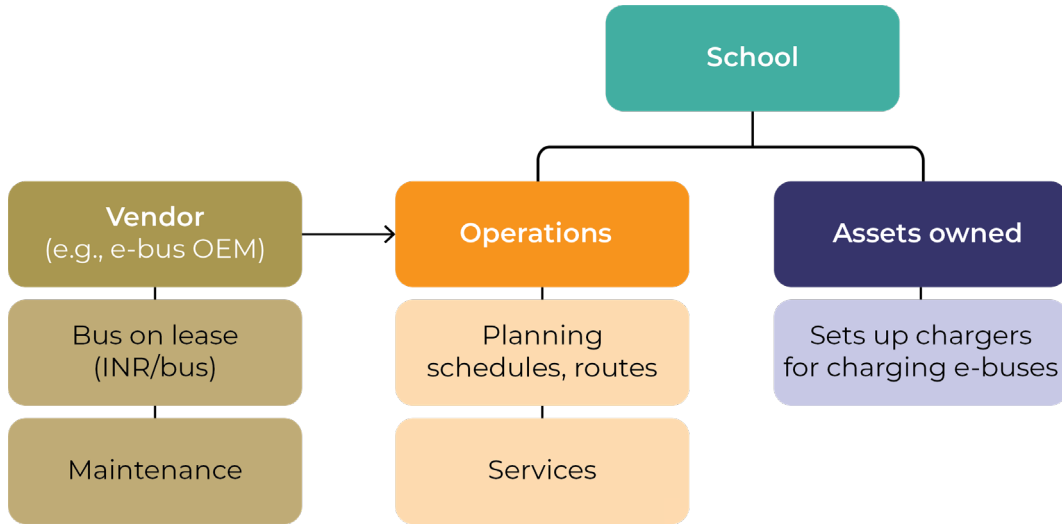 School
Vendor
(e.g., e-bus OEM)
Operations
Assets owned
Bus on lease
(INR/bus)
Planning
schedules, routes
Sets up chargers
for charging e-buses
Maintenance
Services